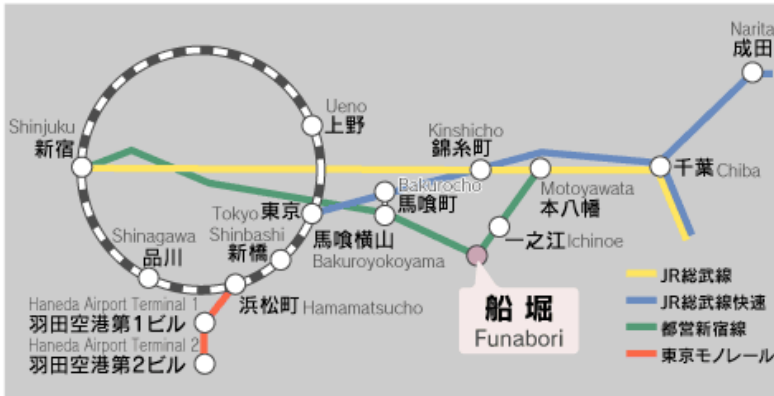 Narita
成田
Ueno
上野
Shinjuku
新宿
Kinshicho
錦糸町
千葉 Chiba
Bakurocho
馬喰町
Motoyawata
本八幡
Tokyo 東京
Shinbashi
新橋
馬喰横山
Bakuroyokoyama
一之江 Ichinoe
Shinagawa
品川
浜松町 Hamamatsucho
Haneda Airport Terminal 1
羽田空港第1ビル
Haneda Airport Terminal 2
羽田空港第2ビル
船堀
Funabori
JR総武線
JR総武線快速
都営新宿線
東京モノレール